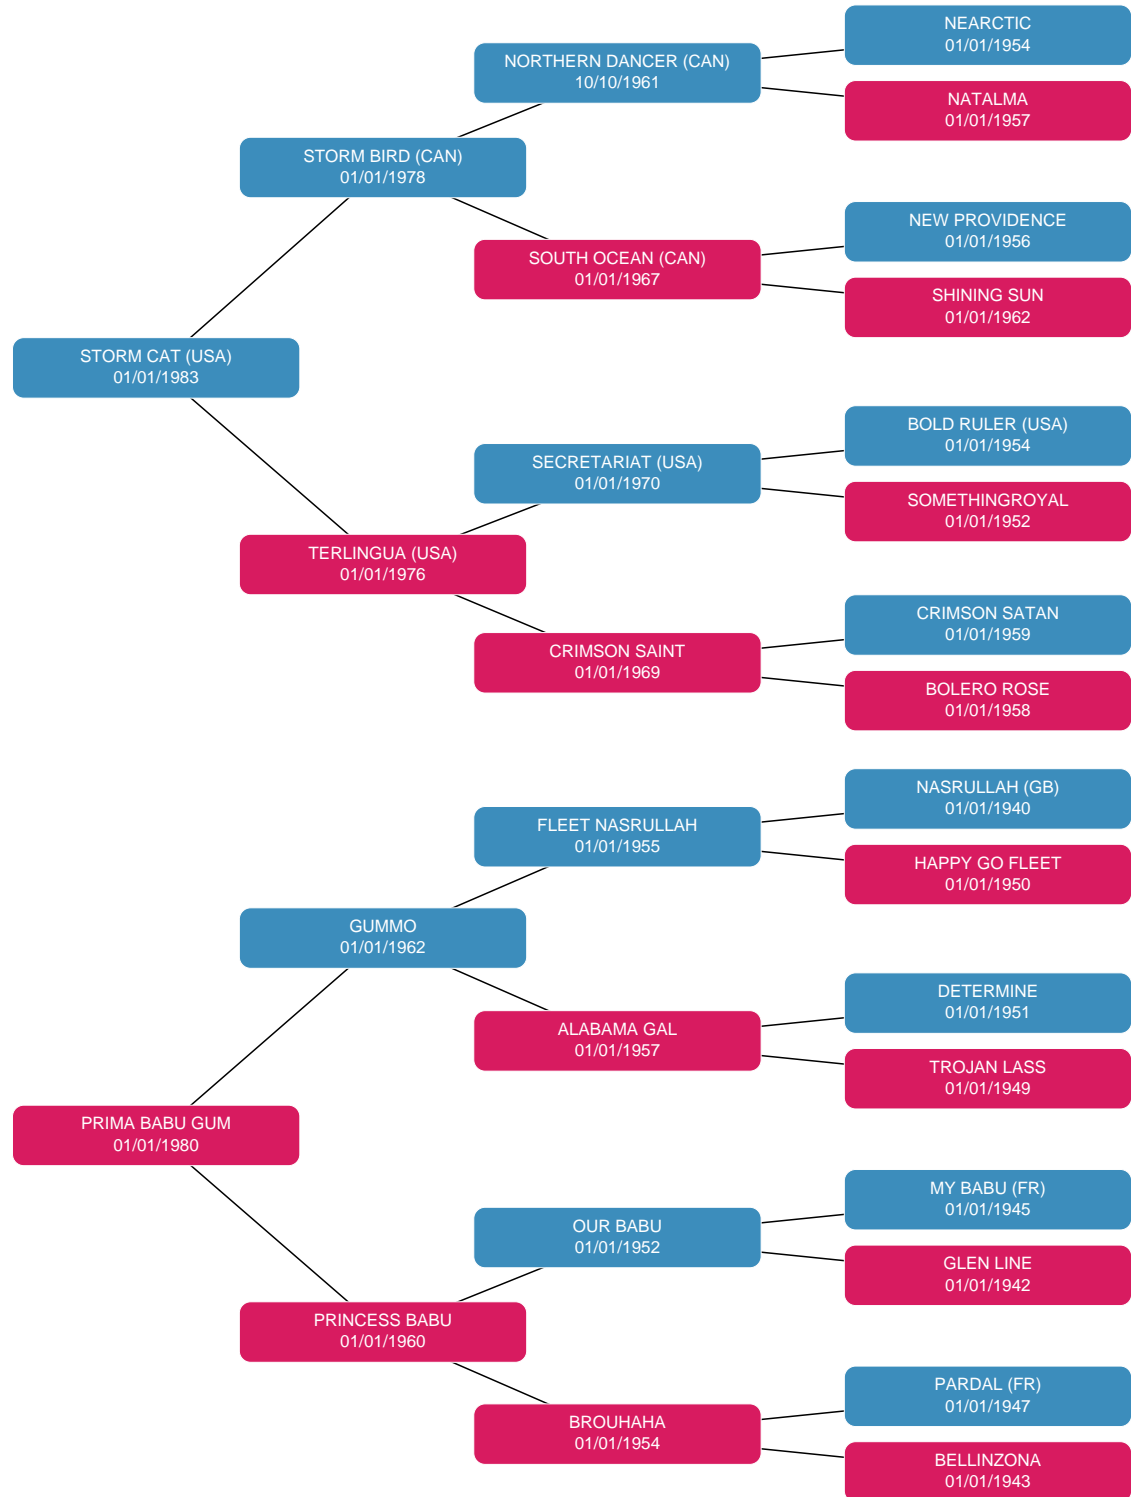 NEARCTIC
01/01/1954
NORTHERN DANCER (CAN)
10/10/1961
NATALMA
01/01/1957
STORM BIRD (CAN)
01/01/1978
NEW PROVIDENCE
01/01/1956
SOUTH OCEAN (CAN)
01/01/1967
SHINING SUN
01/01/1962
STORM CAT (USA)
01/01/1983
BOLD RULER (USA)
01/01/1954
SECRETARIAT (USA)
01/01/1970
SOMETHINGROYAL
01/01/1952
TERLINGUA (USA)
01/01/1976
CRIMSON SATAN
01/01/1959
CRIMSON SAINT
01/01/1969
BOLERO ROSE
01/01/1958
NASRULLAH (GB)
01/01/1940
FLEET NASRULLAH
01/01/1955
HAPPY GO FLEET
01/01/1950
GUMMO
01/01/1962
DETERMINE
01/01/1951
ALABAMA GAL
01/01/1957
TROJAN LASS
01/01/1949
PRIMA BABU GUM
01/01/1980
MY BABU (FR)
01/01/1945
OUR BABU
01/01/1952
GLEN LINE
01/01/1942
PRINCESS BABU
01/01/1960
PARDAL (FR)
01/01/1947
BROUHAHA
01/01/1954
BELLINZONA
01/01/1943